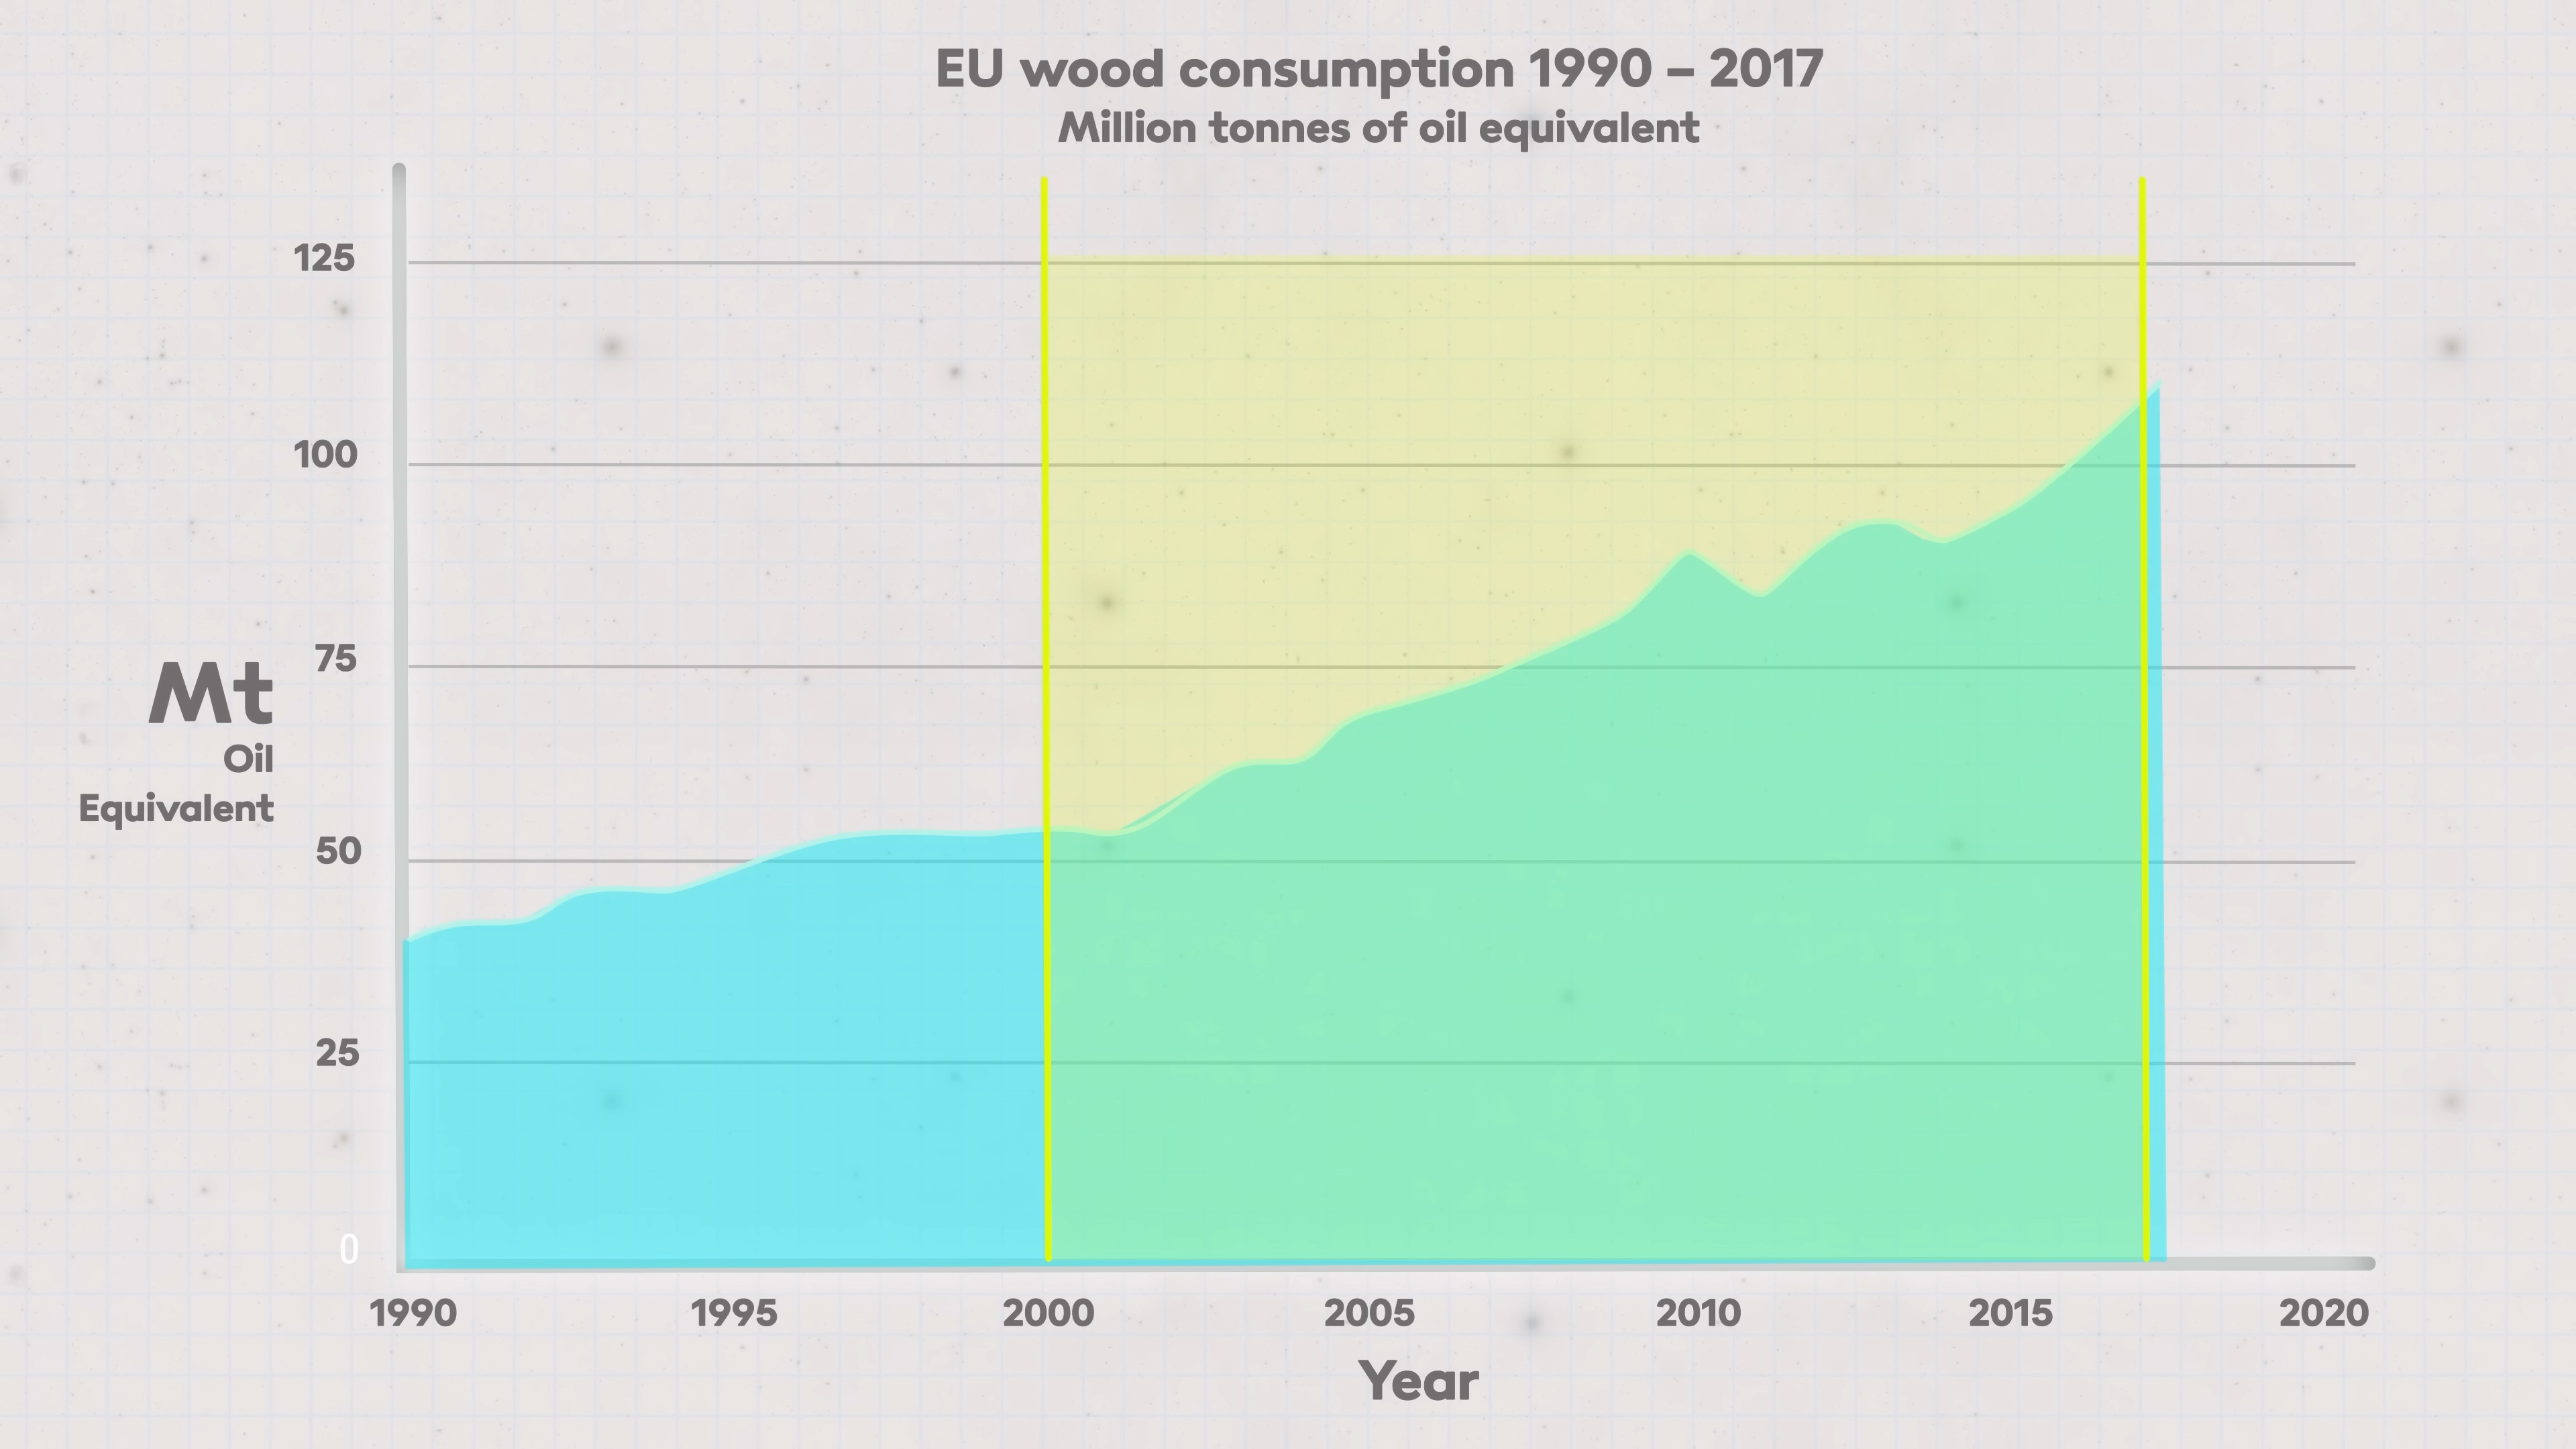 EU wood consumption 1990 – 2017
Million tonnes of oil equivalent
125
100
75
Mt
Oil
Equivalent
50
25
0
1990 1995 2000 2005 2010 2015 2020
Year